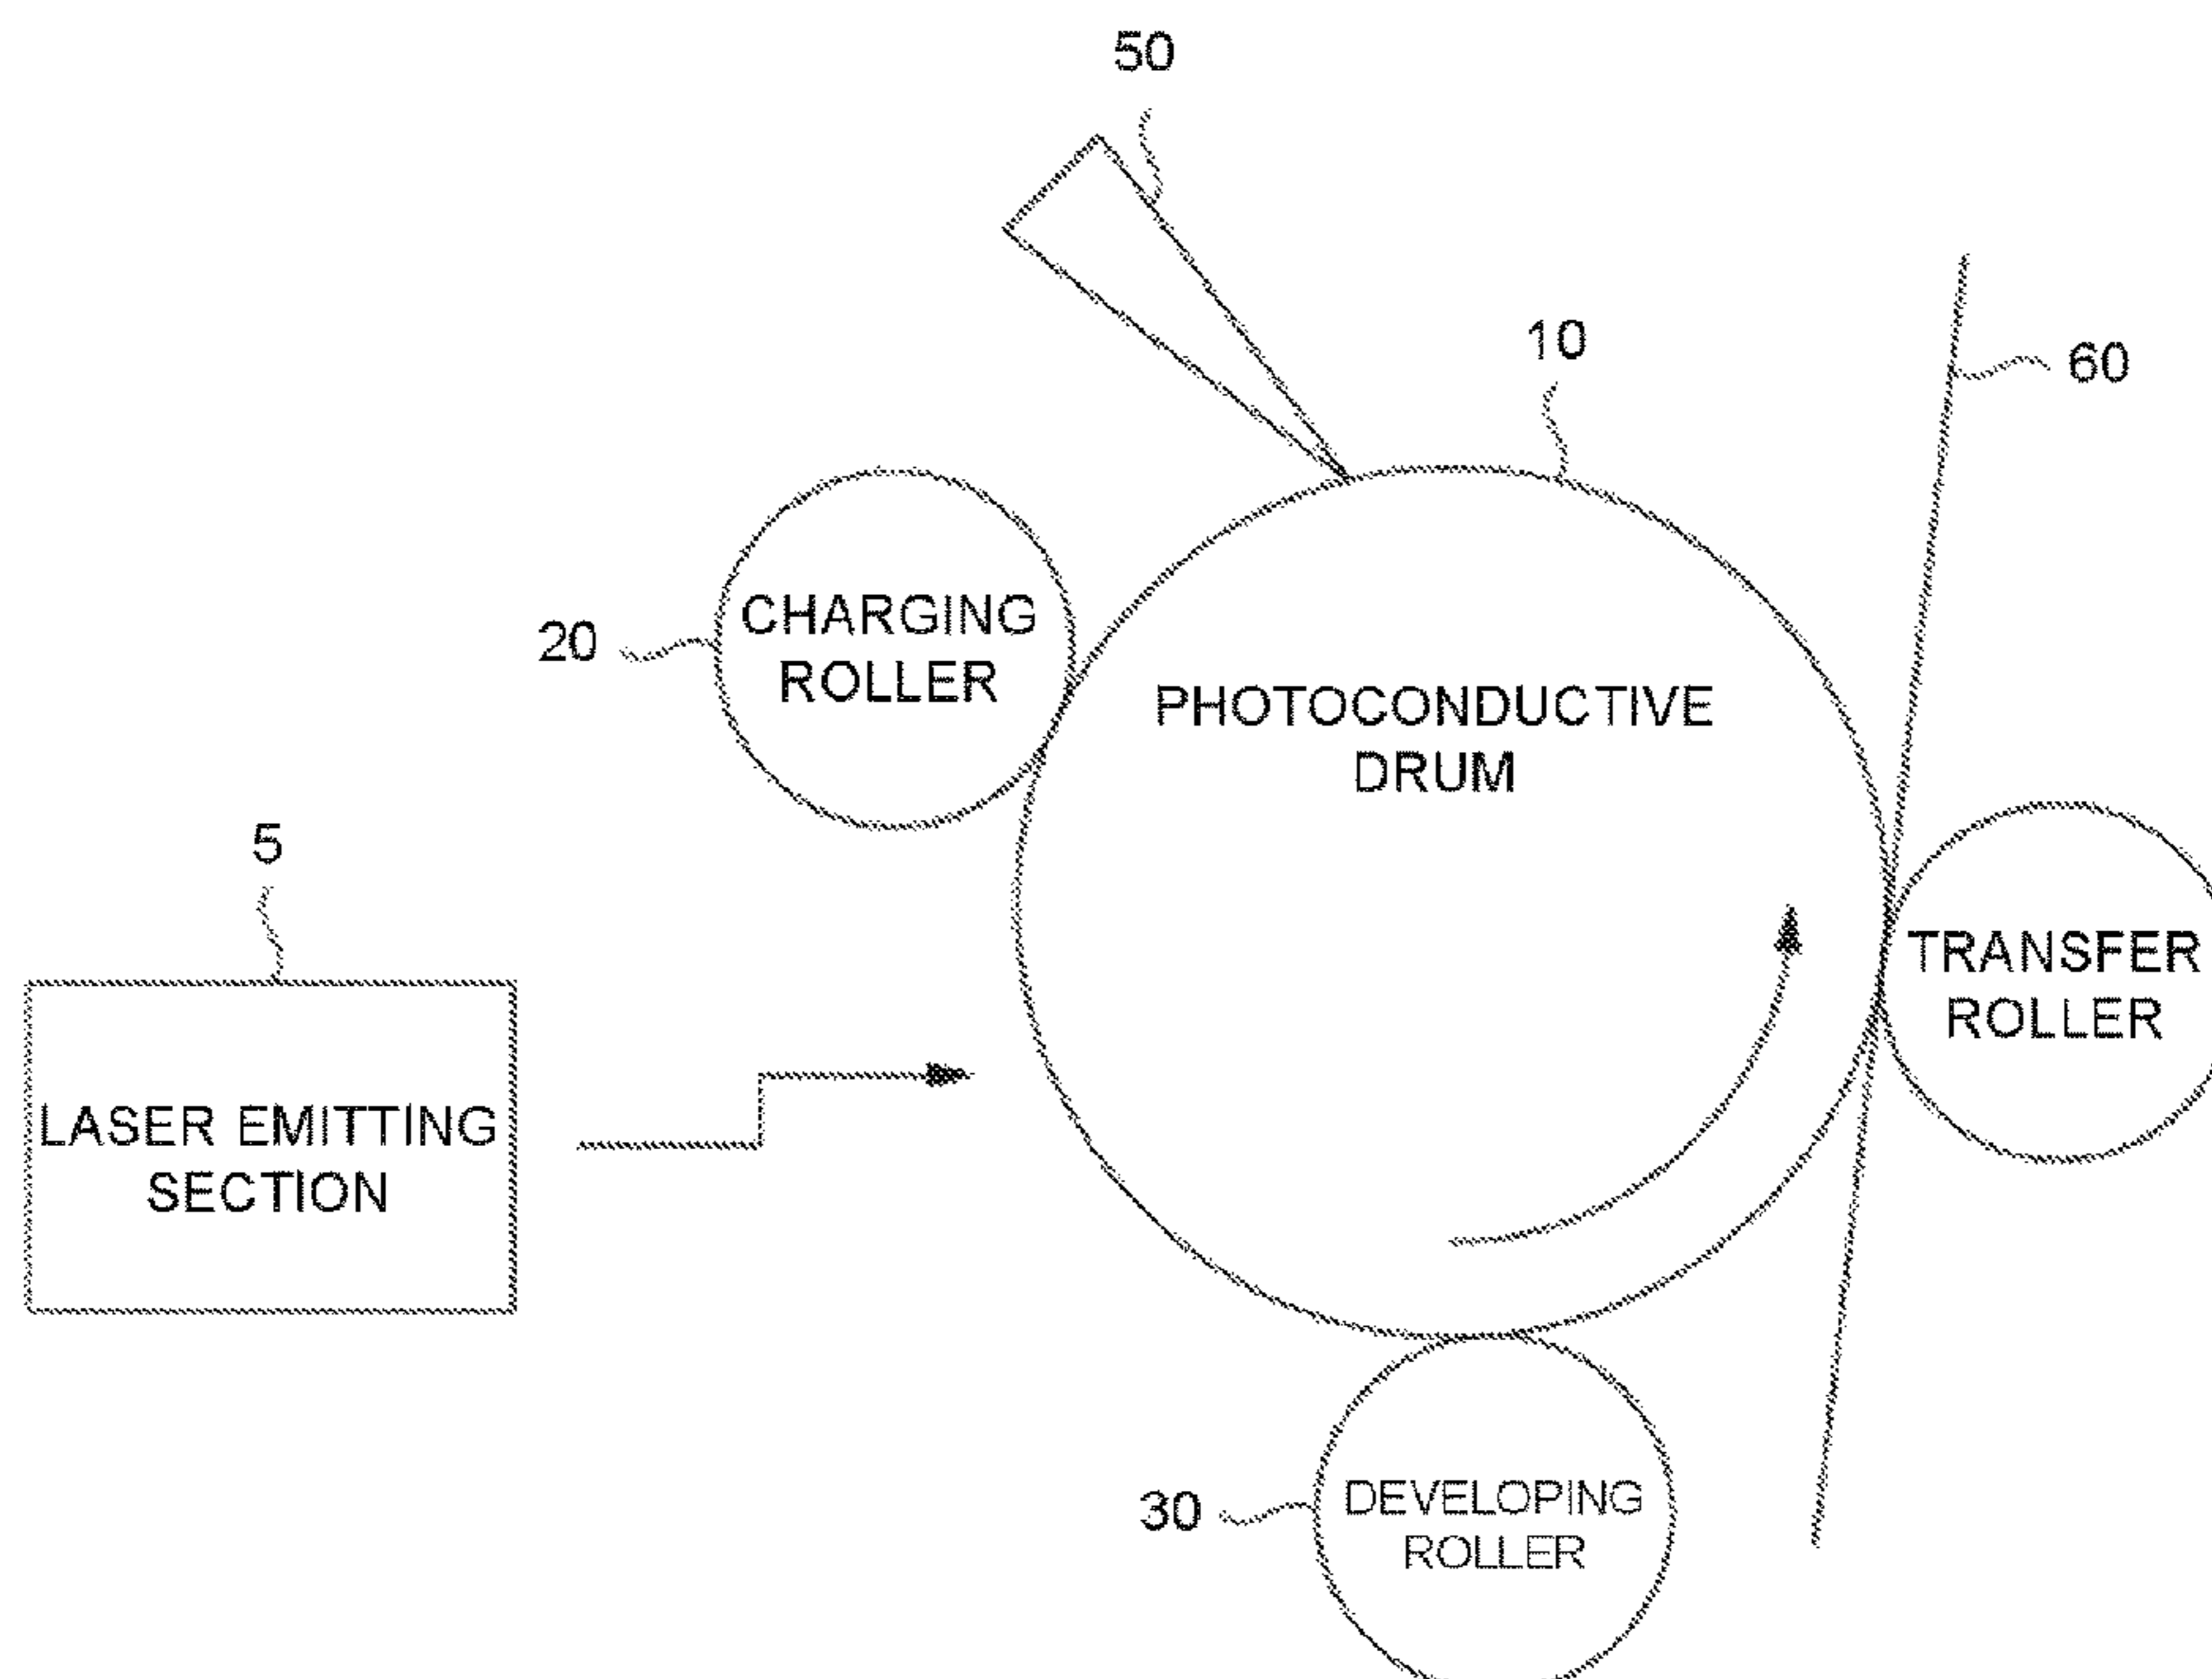 50
10
60
CHARGING
ROLLER
20
PHOTOCONDUCTIVE
DRUM
5
TRANSFER
ROLLER
LASER EMITTING
SECTION
30
DEVELOPING
ROLLER